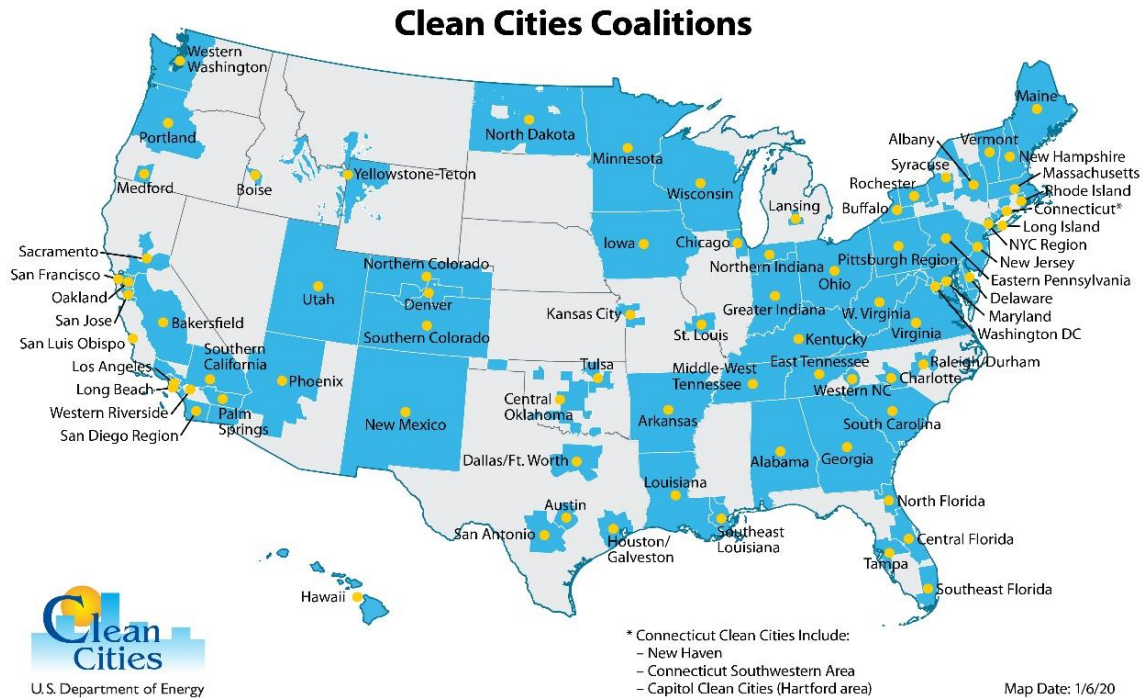 Clean Cities Coalitions
Western
Washington
Portland
Medford
Boise
Yellowstone-Teton
North Dakota
Minnesota
Wisconsin
Lansing
Maine
Albany
Vermont
New Hampshire
Syracuse
Massachusetts
Rochester
Rhode Island
Buffalo
Connecticut*
Long Island
NYC Region
New Jersey
Eastern Pennsylvania
Delaware
Maryland
Washington DC
Sacramento
San Francisco
Oakland
San Jose
San Luis Obispo
Bakersfield
Los Angeles
Long Beach
Western Riverside
San Diego Region
Southern
California
Palm
Springs
Utah
Northern Colorado
Denver
Southern Colorado
Phoenix
New Mexico
Iowa
Chicago
Northern Indiana
Greater Indiana
Ohio
Pittsburgh Region
W. Virginia
Virginia
Kansas City
St. Louis
Kentucky
Middle-West
Tennessee
East Tennessee
Western NC
Charlotte
Raleigh/Durham
Tulsa
Central
Oklahoma
Arkansas
South Carolina
Dallas/Ft. Worth
Louisiana
Alabama
Georgia
Austin
San Antonio
Houston/
Galveston
Southeast
Louisiana
North Florida
Central Florida
Tampa
Southeast Florida
Hawaii
Clean
Cities
U.S. Department of Energy
* Connecticut Clean Cities Include:
– New Haven
– Connecticut Southwestern Area
– Capitol Clean Cities (Hartford area)
Map Date: 1/6/20